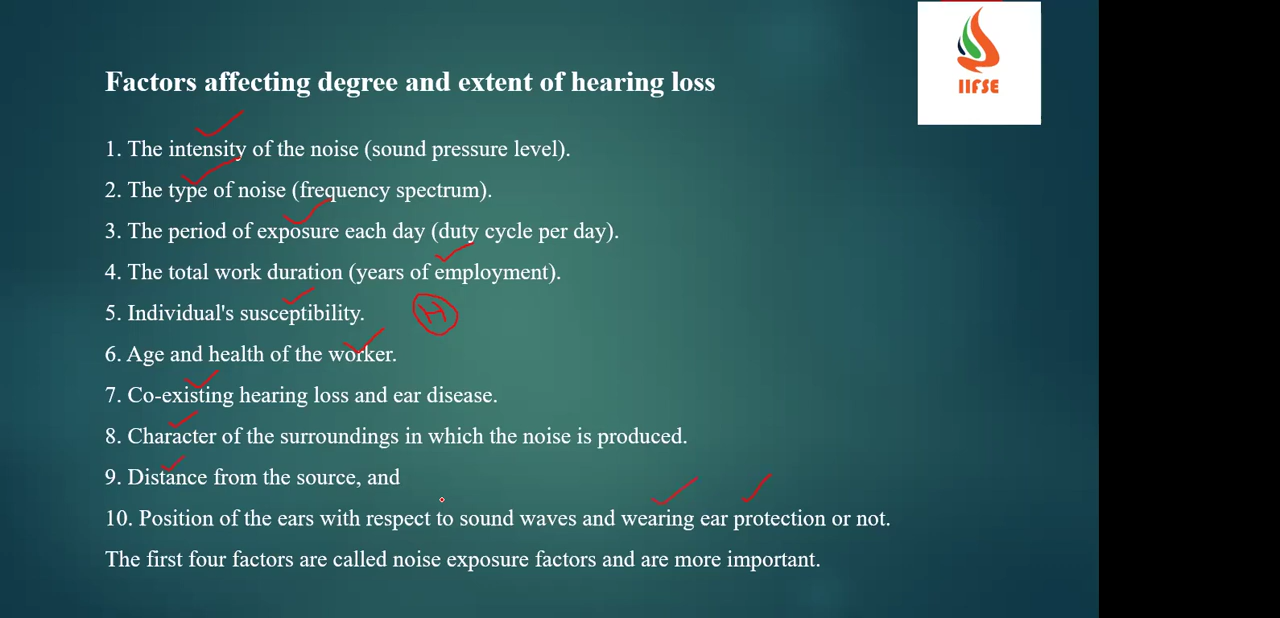 IIFSE
Factors affecting degree and extent of hearing loss
1. The intensity of the noise (sound pressure level).
2. The type of noise (frequency spectrum).
3. The period of exposure each day (duty cycle per day).
4. The total work duration (years of employment).
5. Individual's susceptibility. H
6. Age and health of the worker.
7. Co-existing hearing loss and ear disease.
8. Character of the surroundings in which the noise is produced.
9. Distance from the source, and
10. Position of the ears with respect to sound waves and wearing ear protection or not.
The first four factors are called noise exposure factors and are more important.